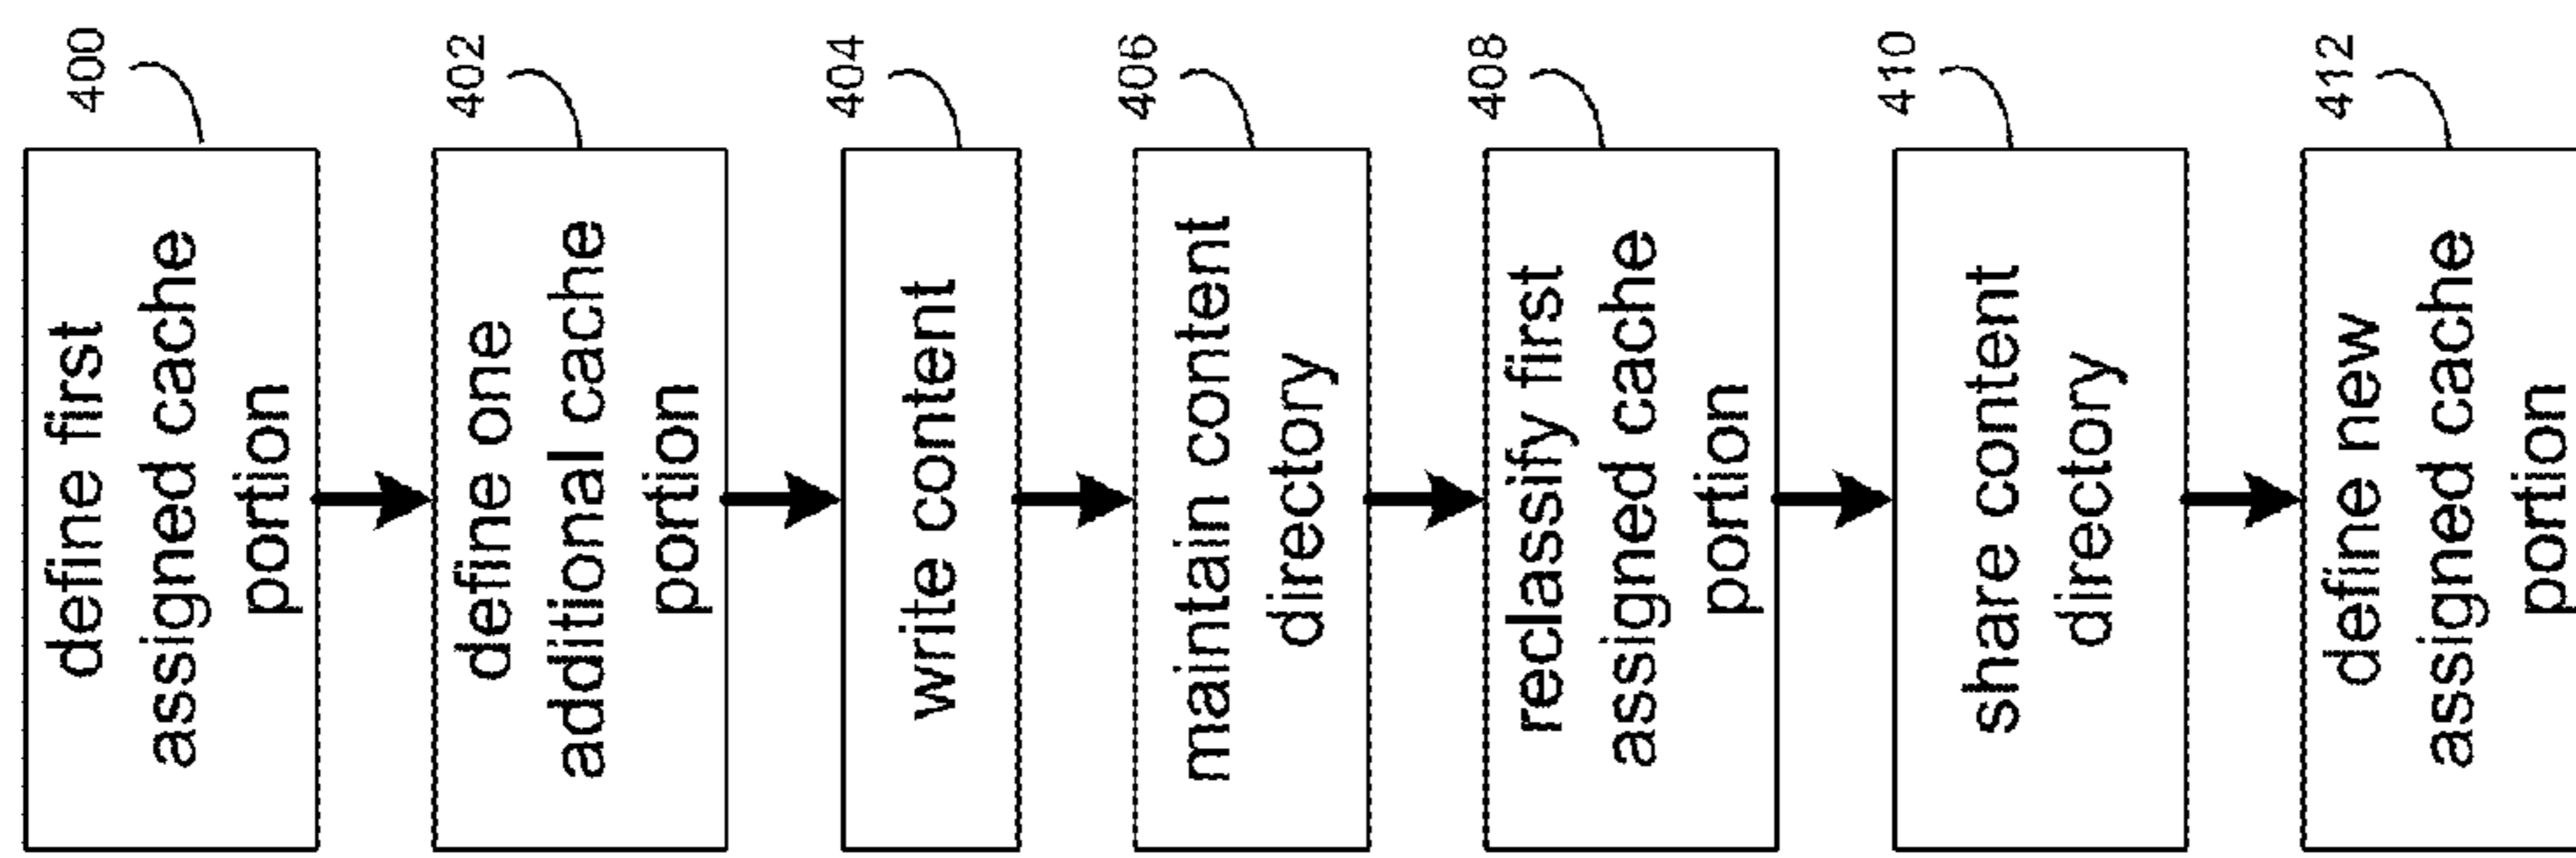 400
define first
assigned cache
portion
402
define one
additional cache
portion
404
write content
406
maintain content
directory
408
reclassify first
assigned cache
portion
410
share content
directory
412
define new
assigned cache
portion